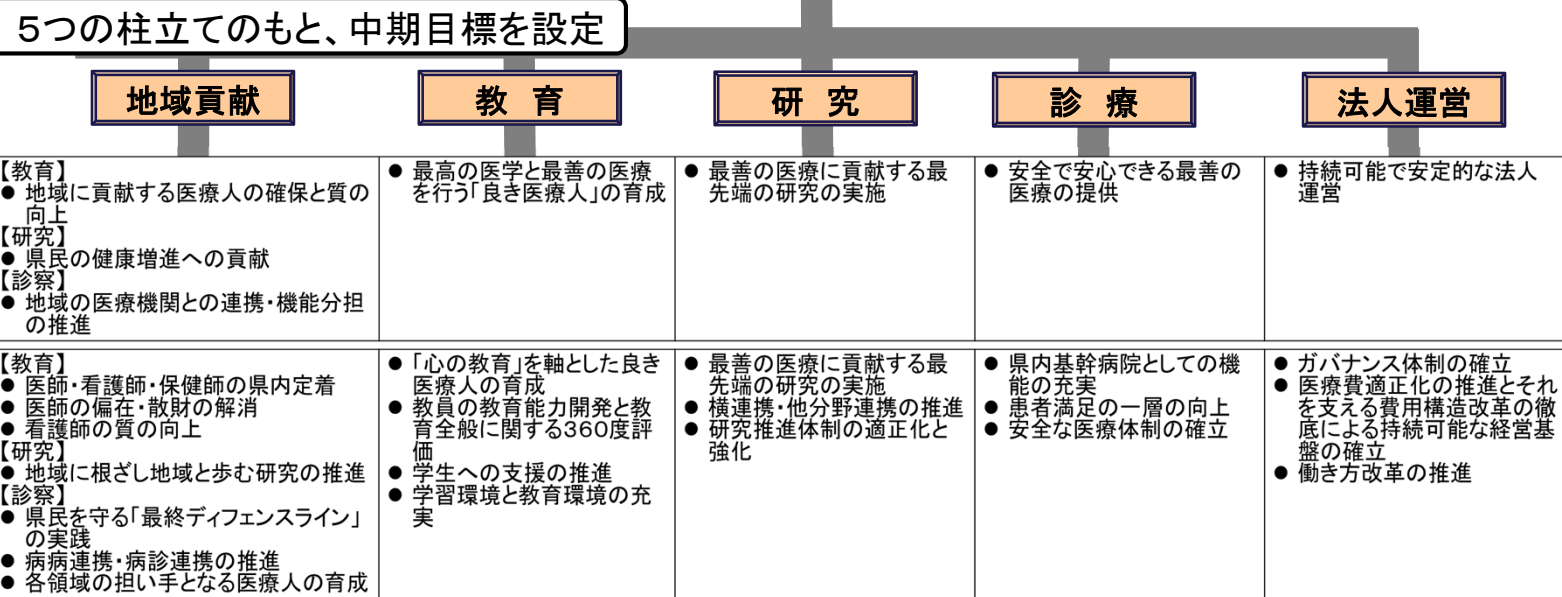 ５つの柱立てのもと、中期目標を設定
地域貢献
教 育
研 究
診 療
法人運営
【教育】
● 地域に貢献する医療人の確保と質の
向上
【研究】
● 県民の健康増進への貢献
【診察】
● 地域の医療機関との連携・機能分担
の推進
● 最高の医学と最善の医療
を行う「良き医療人」の育成
● 最善の医療に貢献する最
先端の研究の実施
● 安全で安心できる最善の
医療の提供
● 持続可能で安定的な法人
運営
【教育】
● 医師・看護師・保健師の県内定着
● 医師の偏在・散財の解消
● 看護師の質の向上
【研究】
● 地域に根ざし地域と歩む研究の推進
【診察】
● 県民を守る「最終ディフェンスライン」
の実践
● 病病連携・病診連携の推進
● 各領域の担い手となる医療人の育成
● 「心の教育」を軸とした良き
医療人の育成
● 教員の教育能力開発と教
育全般に関する３６０度評
価
● 学生への支援の推進
● 学習環境と教育環境の充
実
● 最善の医療に貢献する最
先端の研究の実施
● 横連携・他分野連携の推進
● 研究推進体制の適正化と
強化
● 県内基幹病院としての機
能の充実
● 患者満足の一層の向上
● 安全な医療体制の確立
● ガバナンス体制の確立
● 医療費適正化の推進とそれ
を支える費用構造改革の徹
底による持続可能な経営基
盤の確立
● 働き方改革の推進